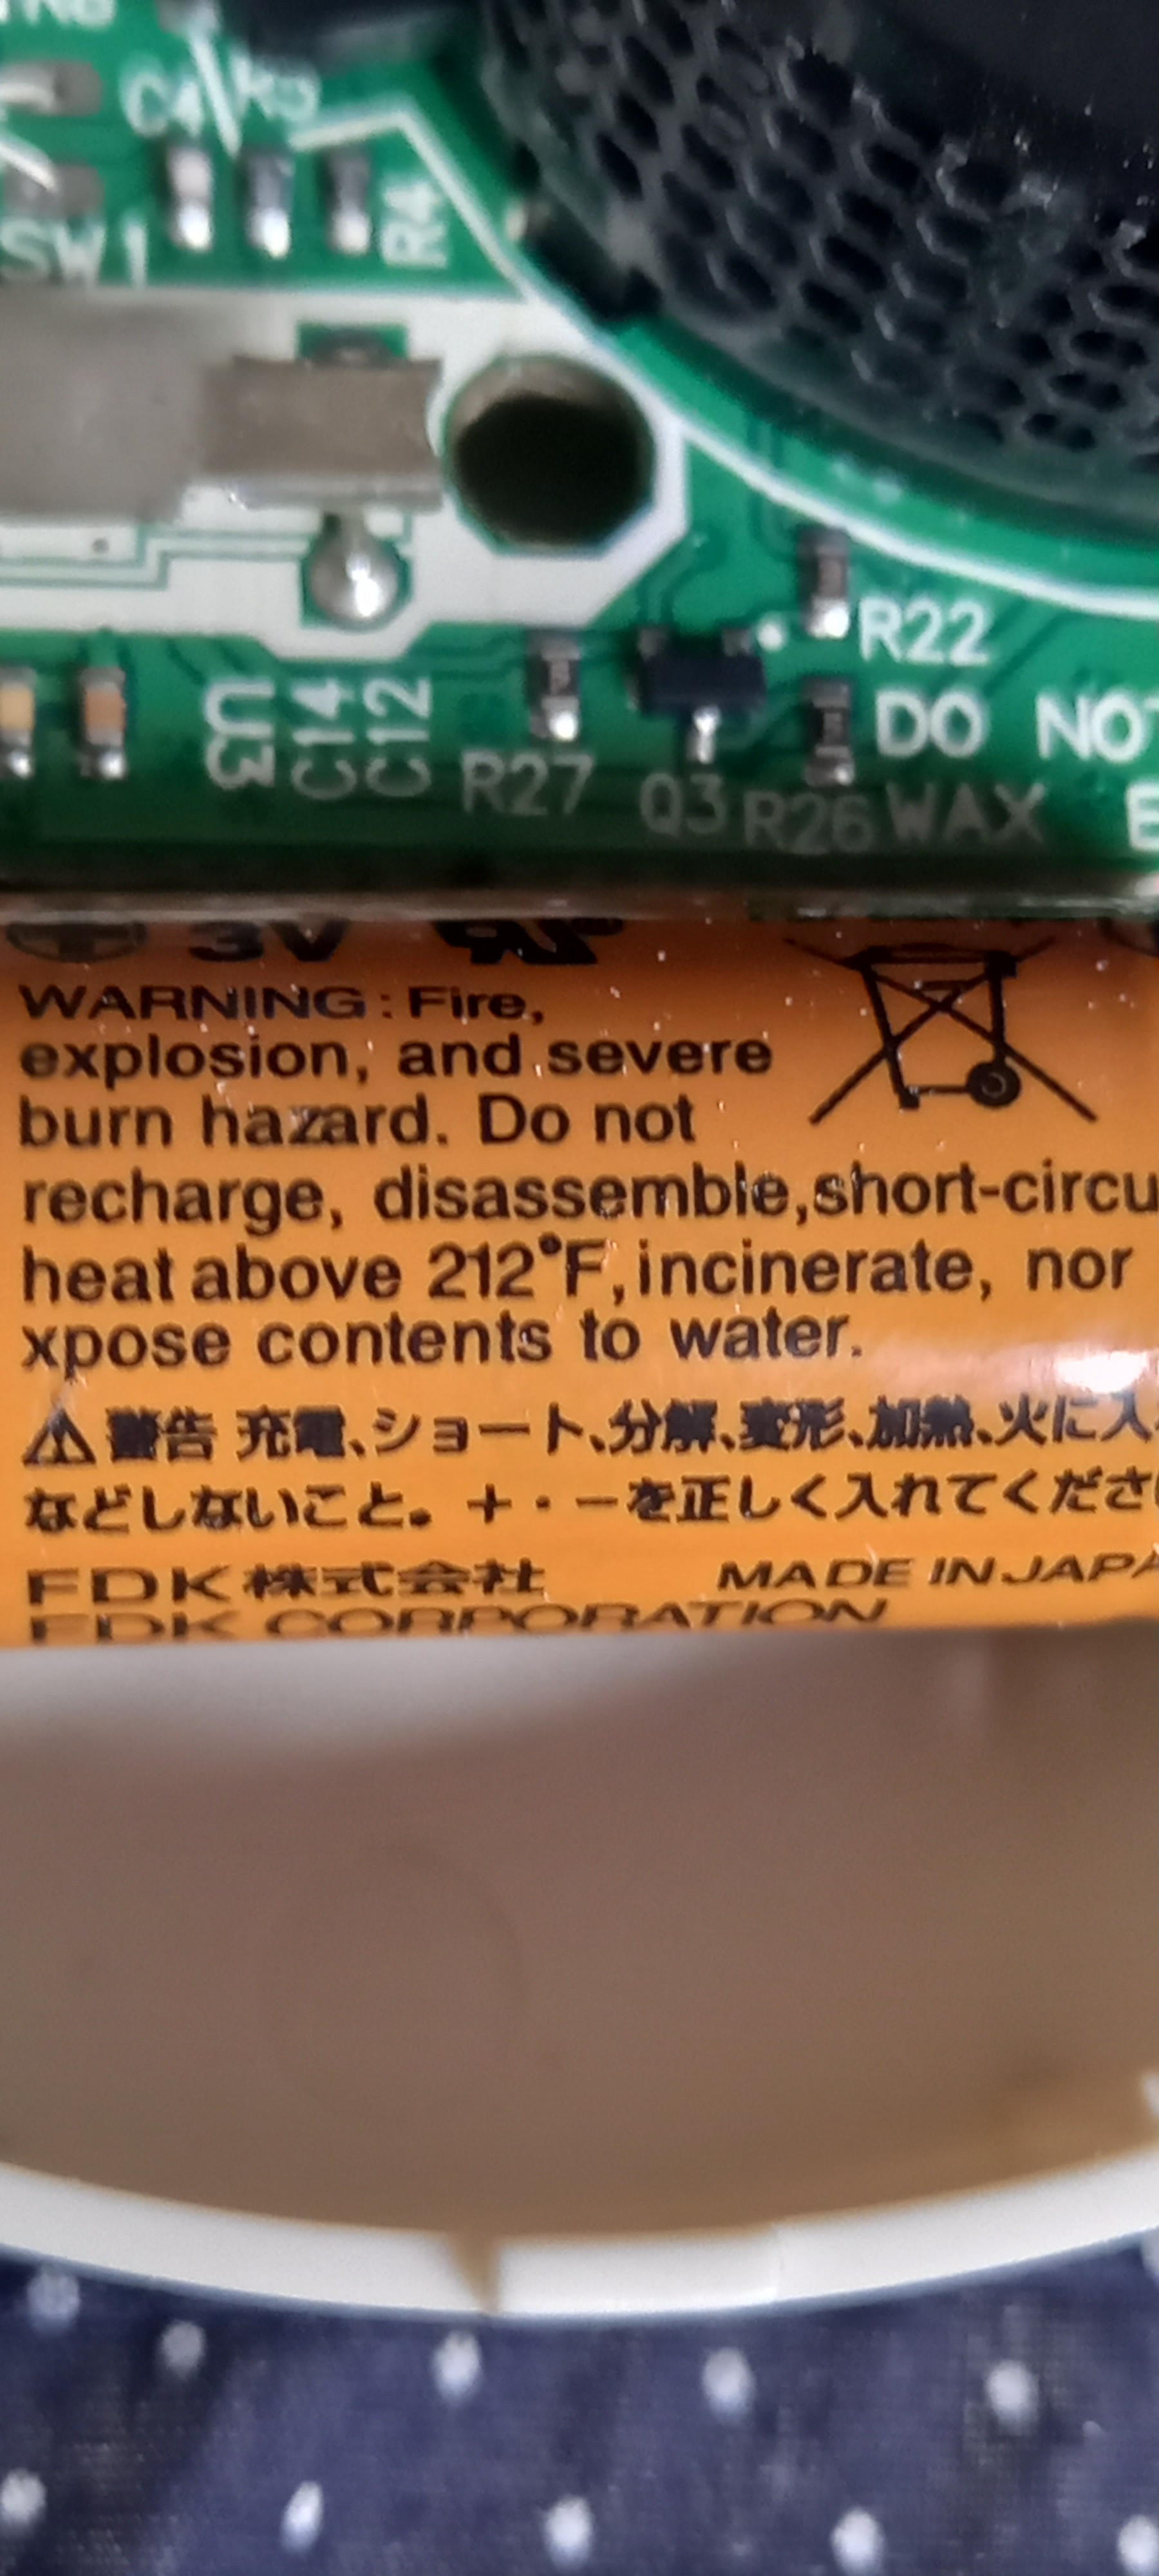 C4 R3
R4
SW1
R22
U3
C14
C12
R27
Q3
R26
DO NOT
WAX
3V
WARNING : Fire,
explosion, and severe
burn hazard. Do not
recharge, disassemble,short-circu
heat above 212°F,incinerate, nor
xpose contents to water.
警告 充電、ショート、分解、変形、加熱、火に入
などしないこと。+・−を正しく入れてくださ
FDK株式会社 MADE IN JAPA
FDK CORPORATION